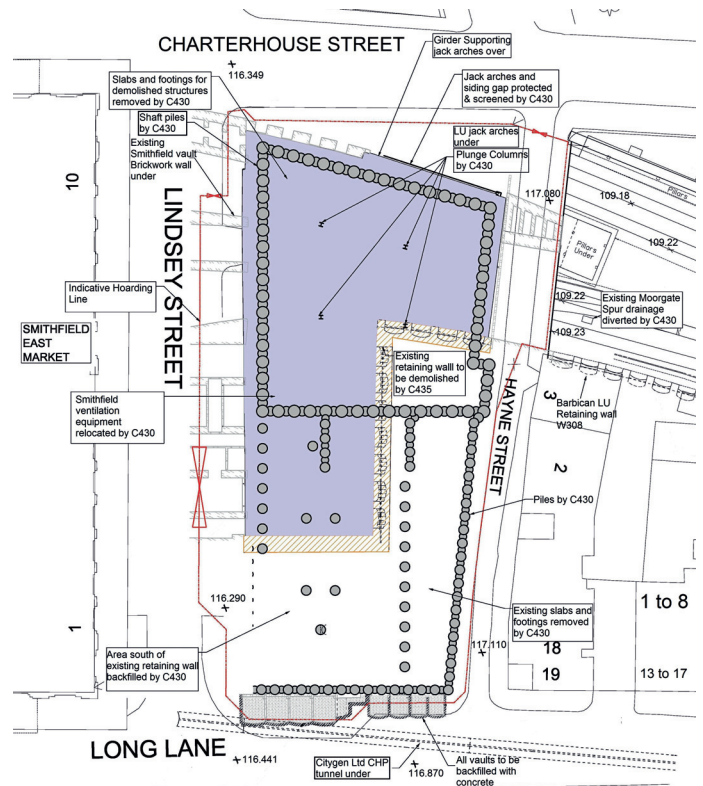 CHARTERHOUSE STREET
Girder Supporting
jack arches over
116.349
Slabs and footings for
demolished structures
removed by C430
Jack arches and
siding gap protected
& screened by C430
Shaft piles
by C430
LU jack arches
under
Existing
Smithfield vault
Brickwork wall
under
Plunge Columns
by C430
10
LINDSEY STREET
117.080
109.18
Pillars
109.22
Pillars
Under
Indicative Hoarding
Line
109.22
Existing Moorgate
Spur drainage
diverted by C430
109.23
SMITHFIELD
EAST
MARKET
Existing
retaining walll to
be demolished
by C435
HAYNE STREET
3
Barbican LU
Retaining wall
W308
Smithfield
ventilation
equipment
relocated by C430
2
Piles by C430
116.290
1
Existing slabs and
footings removed
by C430
1 to 8
117.110
18
19
13 to 17
Area south of
existing retaining wall
backfilled by C430
LONG LANE
116.441
Citygen Ltd CHP
tunnel under
116.870
All vaults to be
backfilled with
concrete